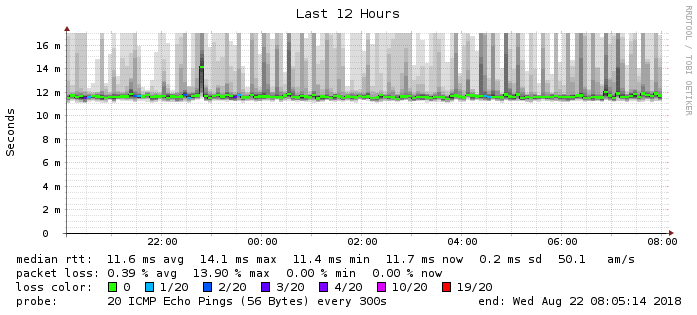 Last 12 Hours
RRDTOOL / TOBI OETIKER
Seconds
16 m
14 m
12 m
10 m
8 m
6 m
4 m
2 m
0
22:00 00:00 02:00 04:00 06:00 08:00
median rtt: 11.6 ms avg 14.1 ms max 11.4 ms min 11.7 ms now 0.2 ms sd 50.1 am/s
packet loss: 0.39 % avg 13.90 % max 0.00 % min 0.00 % now
loss color: 0 1/20 2/20 3/20 4/20 10/20 19/20
probe: 20 ICMP Echo Pings (56 Bytes) every 300s end: Wed Aug 22 08:05:14 2018